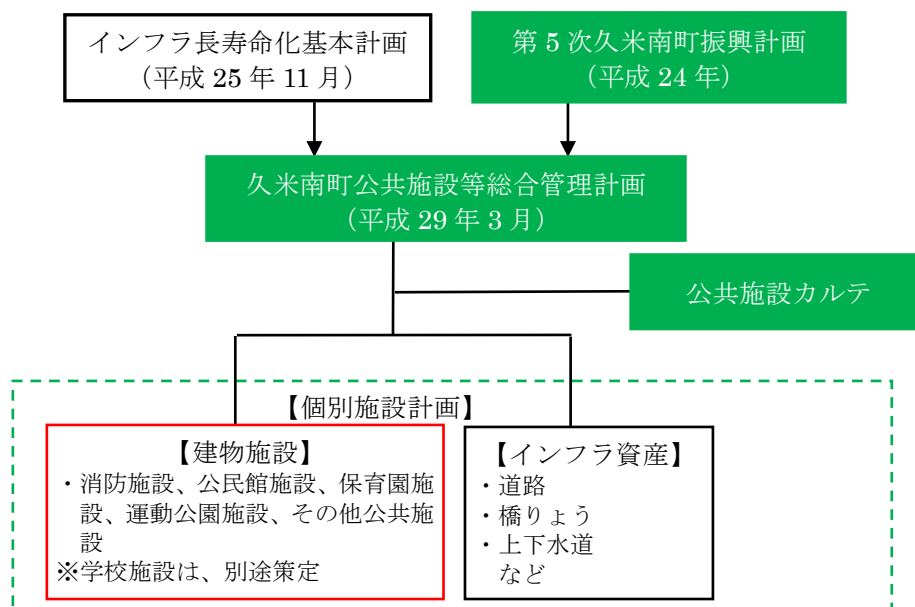 インフラ長寿命化基本計画
（平成 25 年 11 月）
第 5 次久米南町振興計画
（平成 24 年）
久米南町公共施設等総合管理計画
（平成 29 年 3 月）
公共施設カルテ
【個別施設計画】
【建物施設】
・消防施設、公民館施設、保育園施
設、運動公園施設、その他公共施
設
※学校施設は、別途策定
【インフラ資産】
・道路
・橋りょう
・上下水道
など